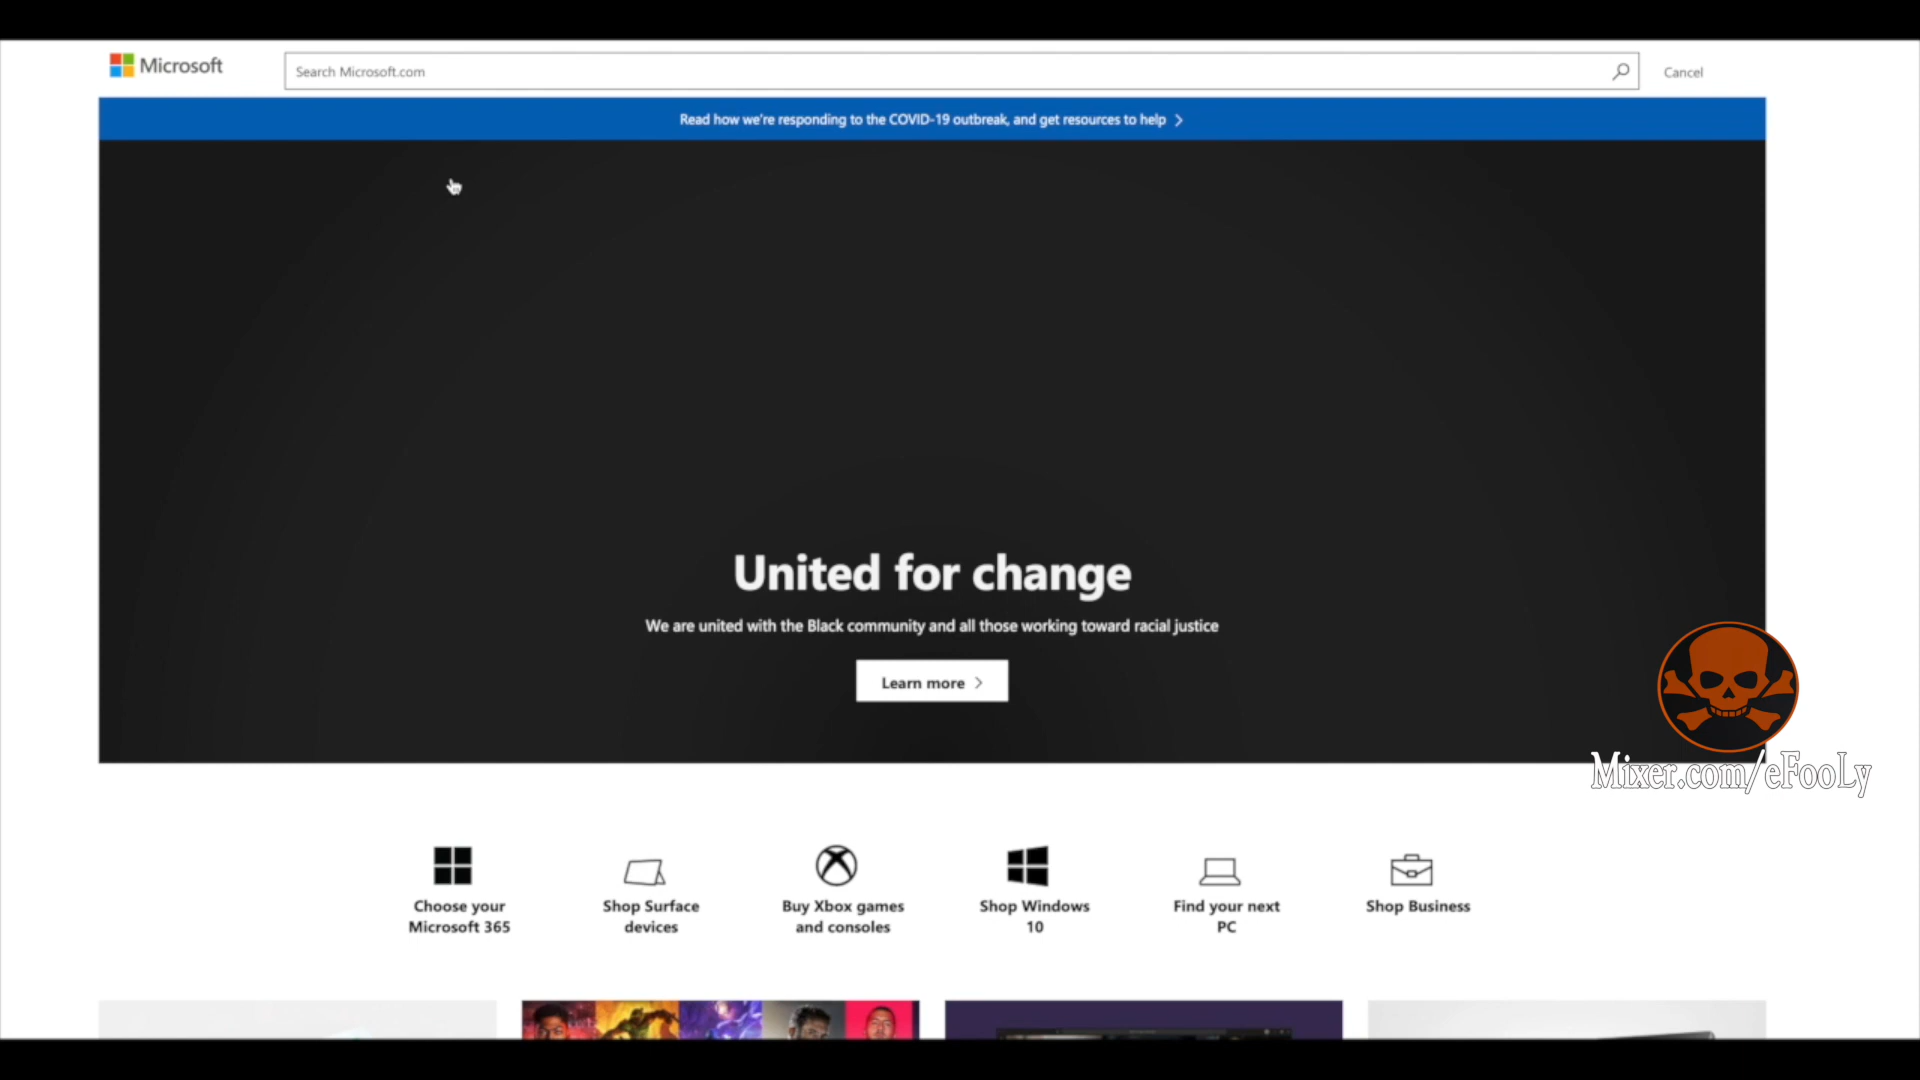 Microsoft
Search Microsoft.com
Cancel
Read how we're responding to the COVID-19 outbreak, and get resources to help
United for change
We are united with the Black community and all those working toward racial justice
Learn more
Mixer.com/eFooLy
Choose your
Microsoft 365
Shop Surface
devices
Buy Xbox games
and consoles
Shop Windows
10
Find your next
PC
Shop Business